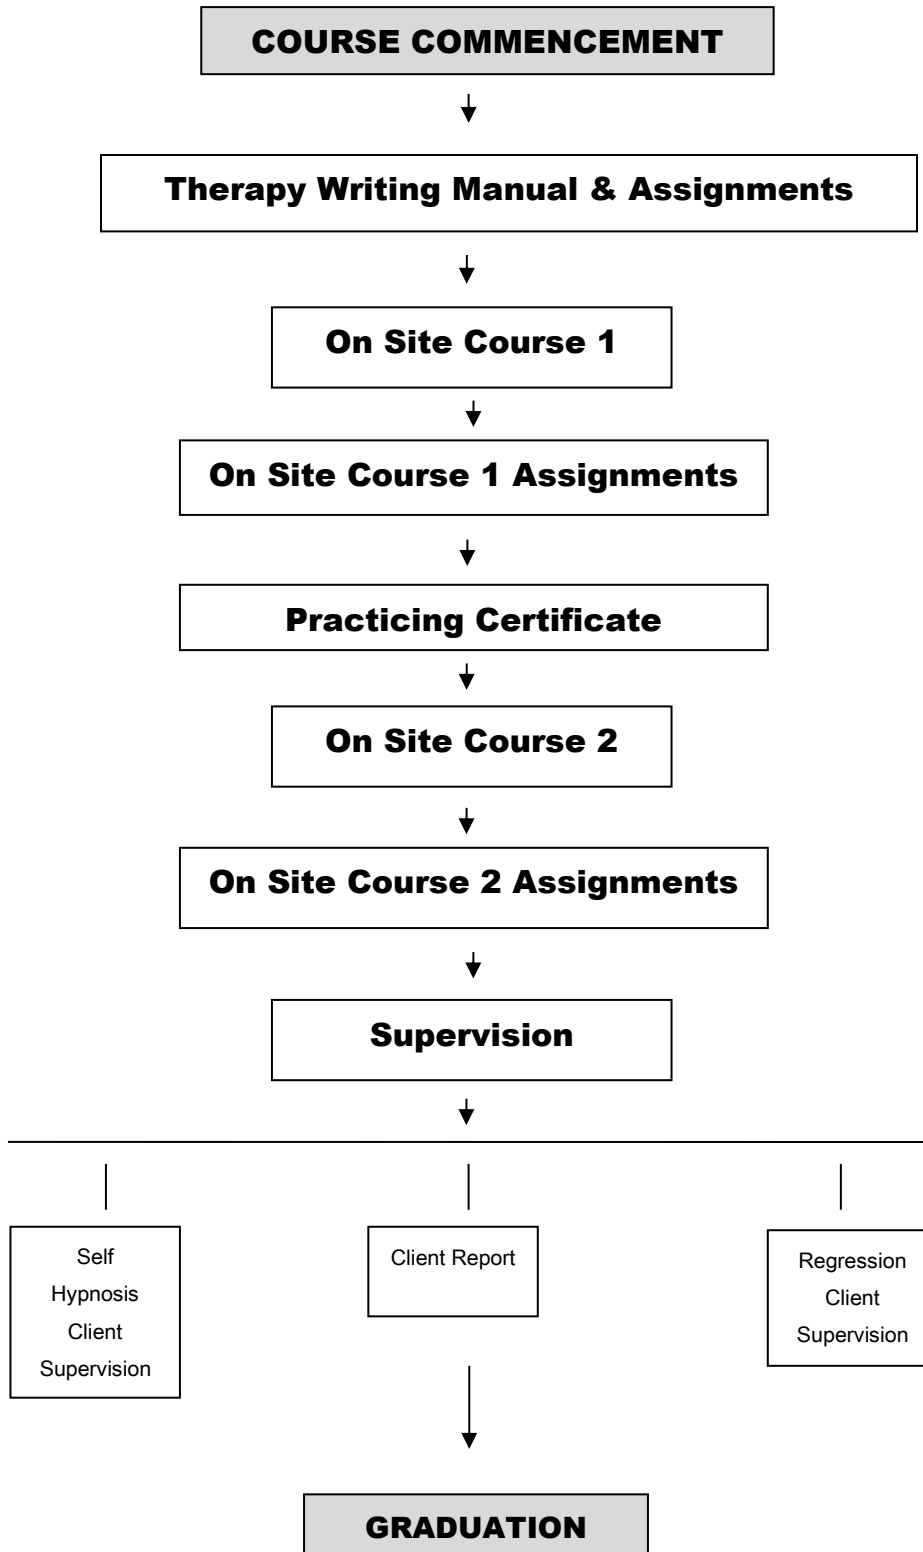 COURSE COMMENCEMENT
Therapy Writing Manual & Assignments
On Site Course 1
On Site Course 1 Assignments
Practicing Certificate
On Site Course 2
On Site Course 2 Assignments
Supervision
Self
Hypnosis
Client
Supervision
Client Report
Regression
Client
Supervision
GRADUATION